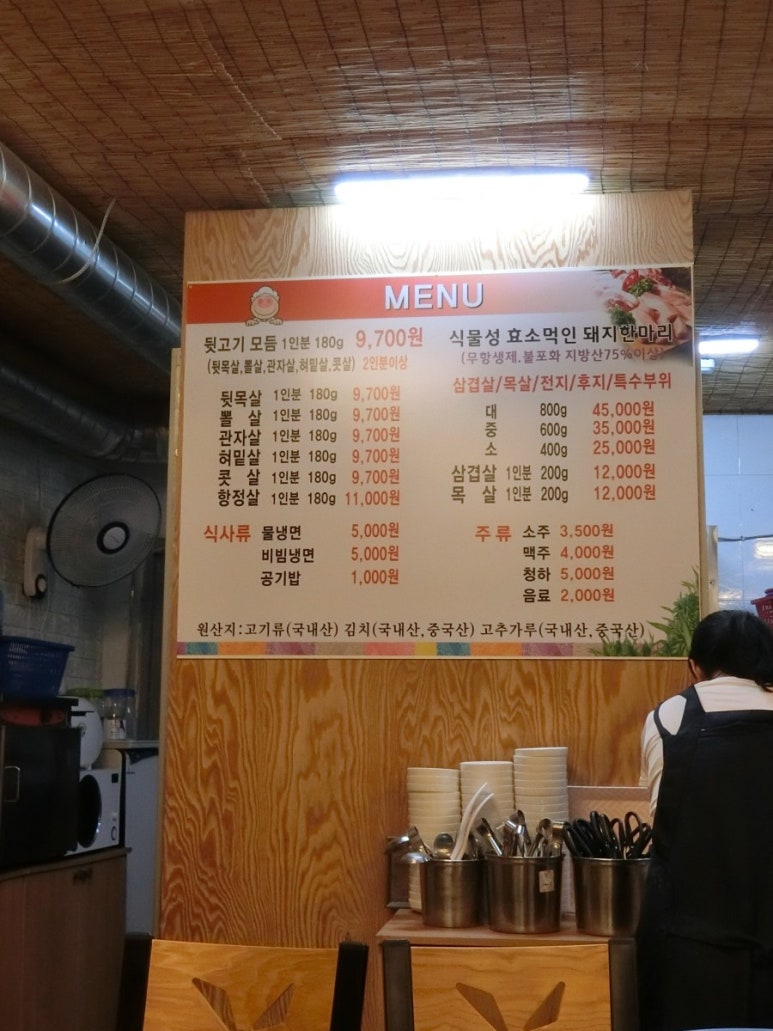 MENU
뒷고기 모듬 1인분 180g 9,700원
(뒷목살,뽈살,관자살,혀밑살,콧살) 2인분이상
뒷목살 1인분 180g 9,700원
뽈 살 1인분 180g 9,700원
관자살 1인분 180g 9,700원
혀밑살 1인분 180g 9,700원
콧 살 1인분 180g 9,700원
항정살 1인분 180g 11,000원
식사류 물냉면 5,000원
비빔냉면 5,000원
공기밥 1,000원
식물성 효소먹인 돼지한마리
(무항생제.불포화 지방산75%이상)
삼겹살/목살/전지/후지/특수부위
대 800g 45,000원
중 600g 35,000원
소 400g 25,000원
삼겹살 1인분 200g 12,000원
목 살 1인분 200g 12,000원
주 류 소주 3,500원
맥주 4,000원
청하 5,000원
음료 2,000원
원산지:고기류(국내산) 김치(국내산,중국산) 고추가루(국내산,중국산)